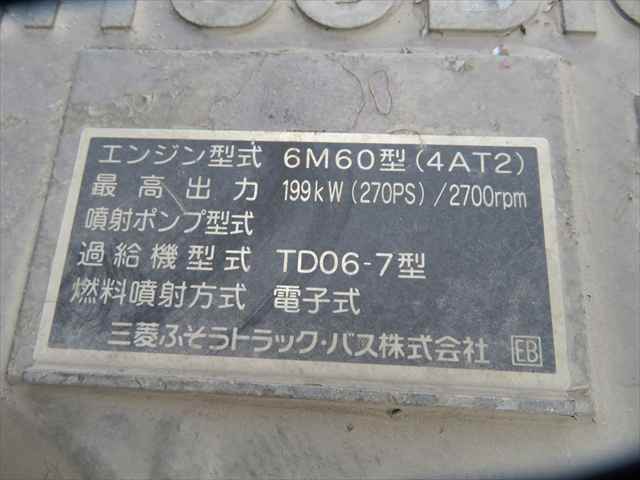 エンジン型式 6M60型(4AT2)
最高出力 199kW(270PS)/2700rpm
噴射ポンプ型式
過給機型式 TD06-7型
燃料噴射方式 電子式
三菱ふそうトラック・バス株式会社 EB